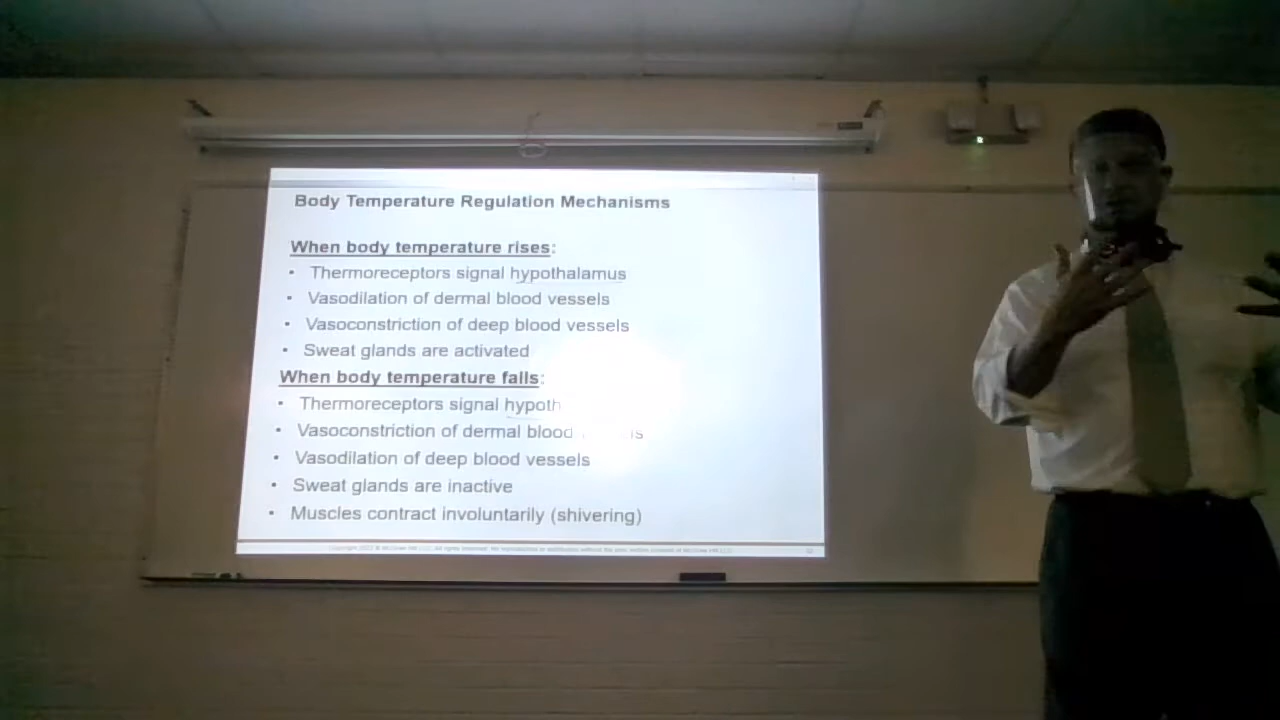 Body Temperature Regulation Mechanisms
When body temperature rises:
• Thermoreceptors signal hypothalamus
• Vasodilation of dermal blood vessels
• Vasoconstriction of deep blood vessels
• Sweat glands are activated
When body temperature falls:
• Thermoreceptors signal hypoth
• Vasoconstriction of dermal blood
• Vasodilation of deep blood vessels
• Sweat glands are inactive
• Muscles contract involuntarily (shivering)